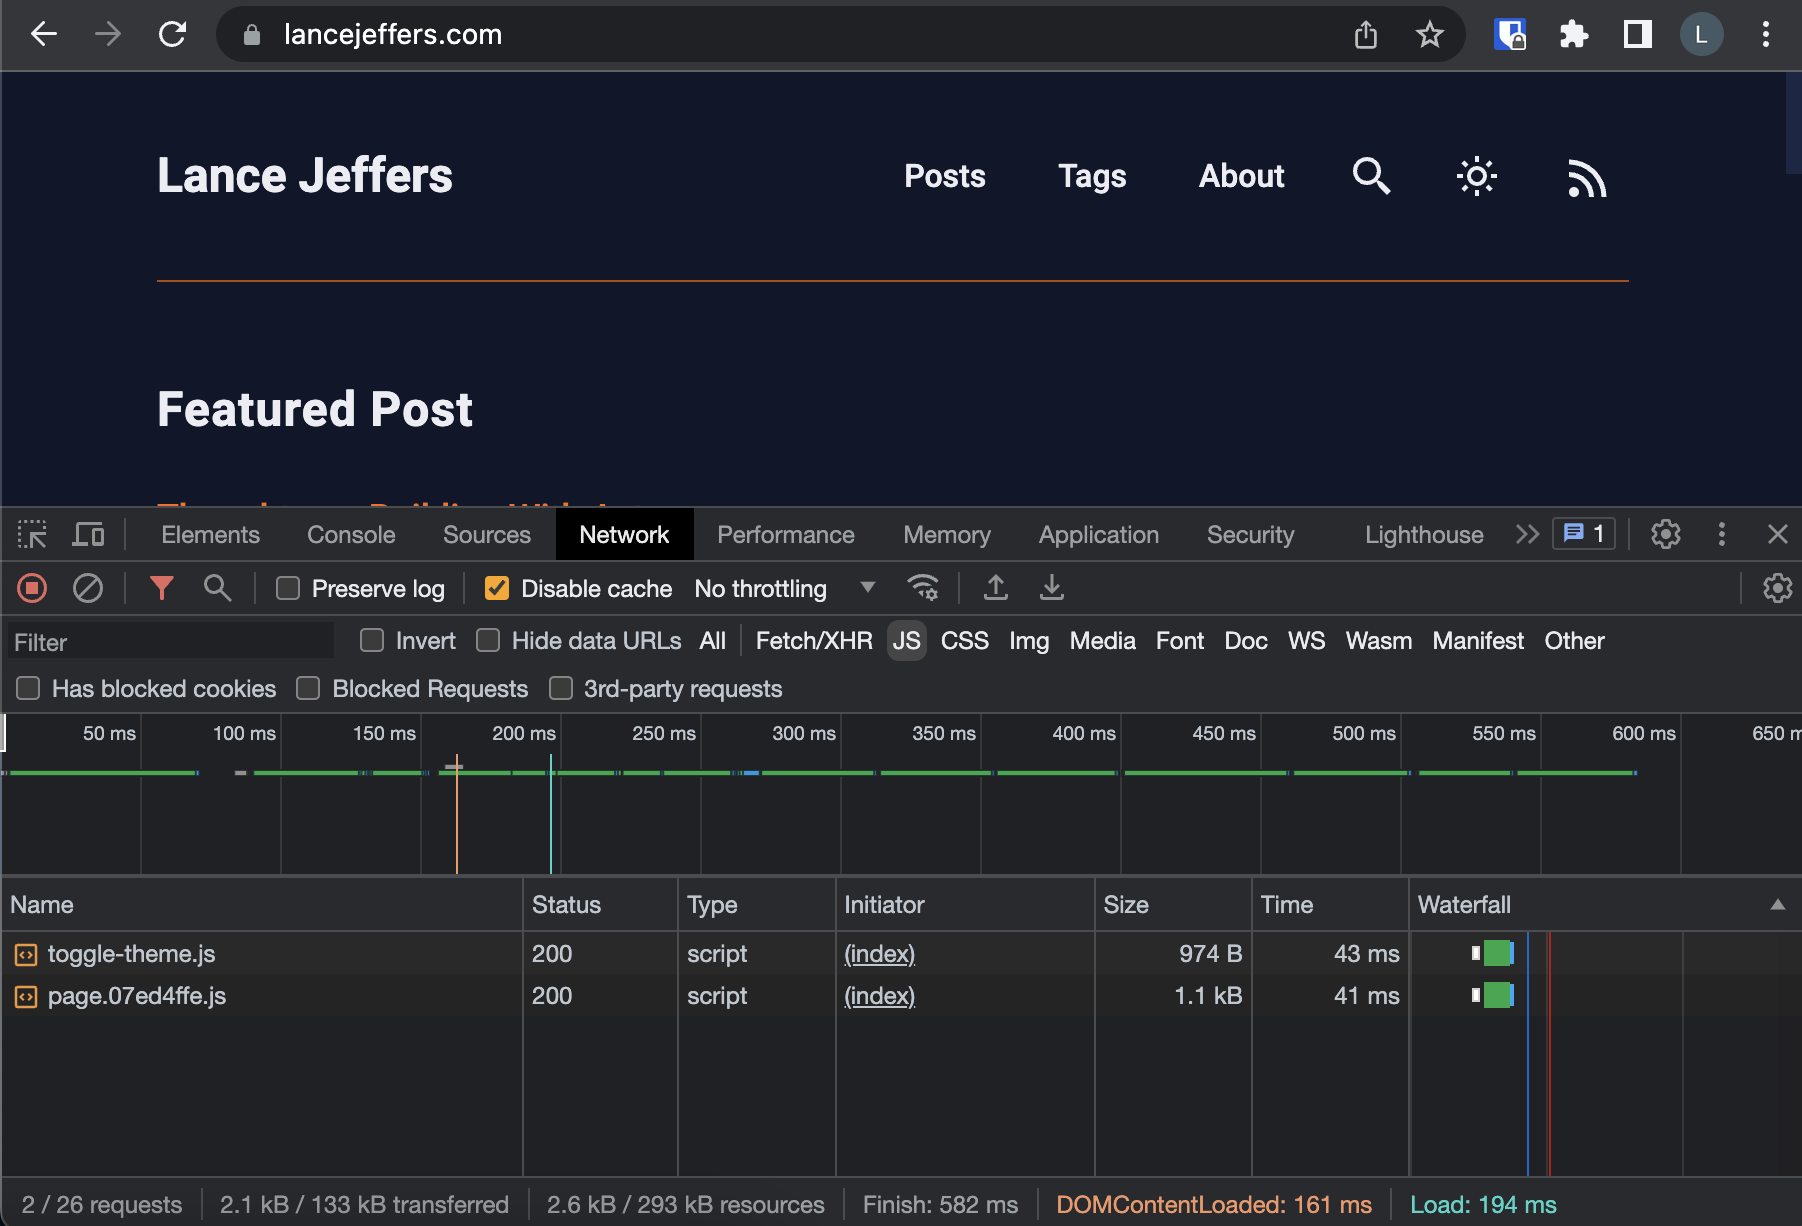 lancejeffers.com
L
Lance Jeffers
Posts Tags About
Featured Post
Elements Console Sources Network Performance Memory Application Security Lighthouse 1
Preserve log Disable cache No throttling
Filter Invert Hide data URLs All Fetch/XHR JS CSS Img Media Font Doc WS Wasm Manifest Other
Has blocked cookies Blocked Requests 3rd-party requests
50 ms 100 ms 150 ms 200 ms 250 ms 300 ms 350 ms 400 ms 450 ms 500 ms 550 ms 600 ms 650 m
Name Status Type Initiator Size Time Waterfall
toggle-theme.js 200 script (index) 974 B 43 ms
page.07ed4ffe.js 200 script (index) 1.1 kB 41 ms
2 / 26 requests 2.1 kB / 133 kB transferred 2.6 kB / 293 kB resources Finish: 582 ms DOMContentLoaded: 161 ms Load: 194 ms